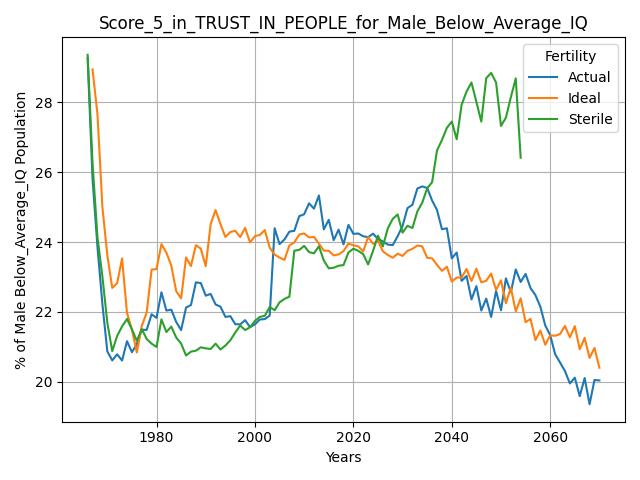 Score_5_in_TRUST_IN_PEOPLE_for_Male_Below_Average_IQ
% of Male Below_Average_IQ Population
28
26
24
22
20
Fertility
Actual
Ideal
Sterile
1980 2000 2020 2040 2060
Years